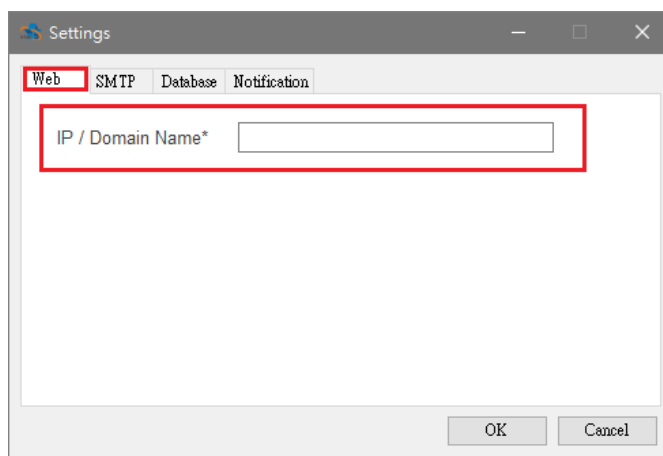 Settings
Web SMTP Database Notification
IP / Domain Name*
OK Cancel